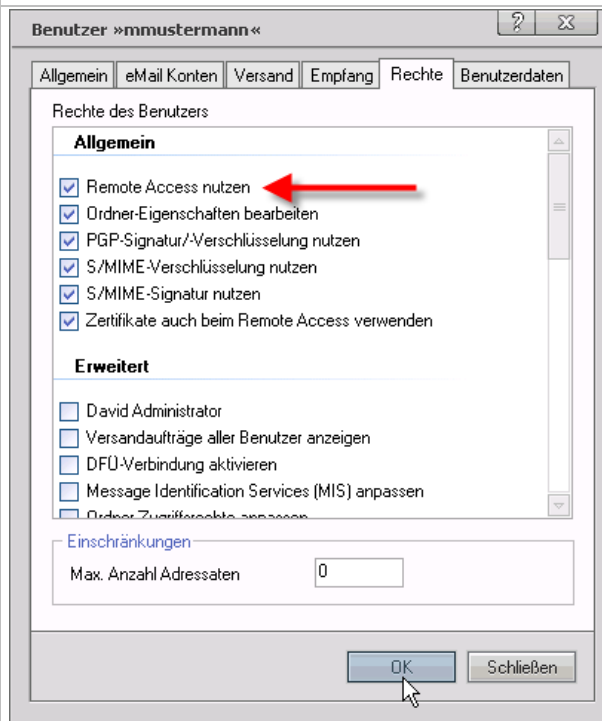 Benutzer »mmustermann«
Allgemein eMail Konten Versand Empfang Rechte Benutzerdaten
Rechte des Benutzers
Allgemein
Remote Access nutzen
Ordner-Eigenschaften bearbeiten
PGP-Signatur/-Verschlüsselung nutzen
S/MIME-Verschlüsselung nutzen
S/MIME-Signatur nutzen
Zertifikate auch beim Remote Access verwenden
Erweitert
David Administrator
Versandaufträge aller Benutzer anzeigen
DFÜ-Verbindung aktivieren
Message Identification Services (MIS) anpassen
Ordner Zugriffsrechte anpassen
Einschränkungen
Max. Anzahl Adressaten 0
OK Schließen